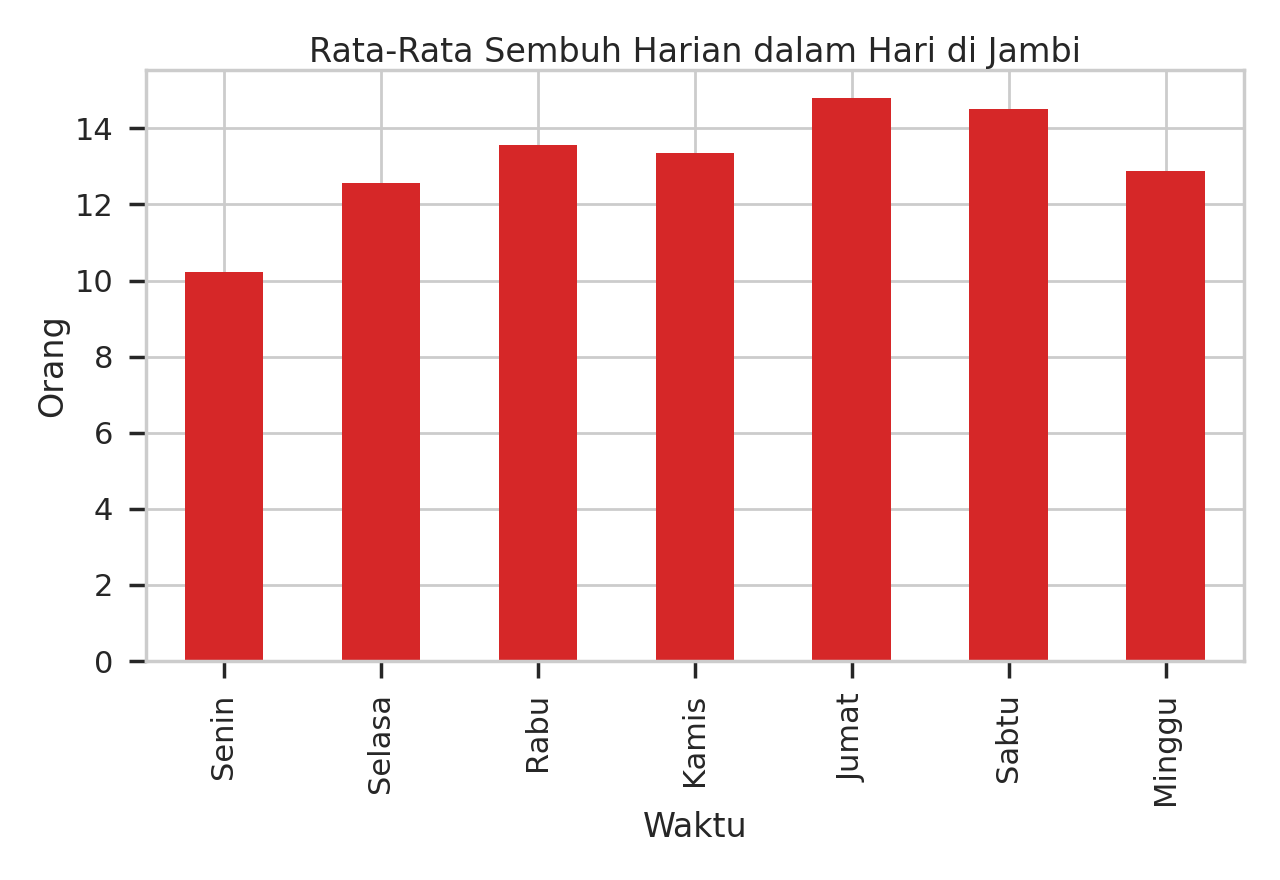 Rata-Rata Sembuh Harian dalam Hari di Jambi
14
12
10
8
6
4
2
0
Orang
Senin
Selasa
Rabu
Kamis
Jumat
Sabtu
Minggu
Waktu